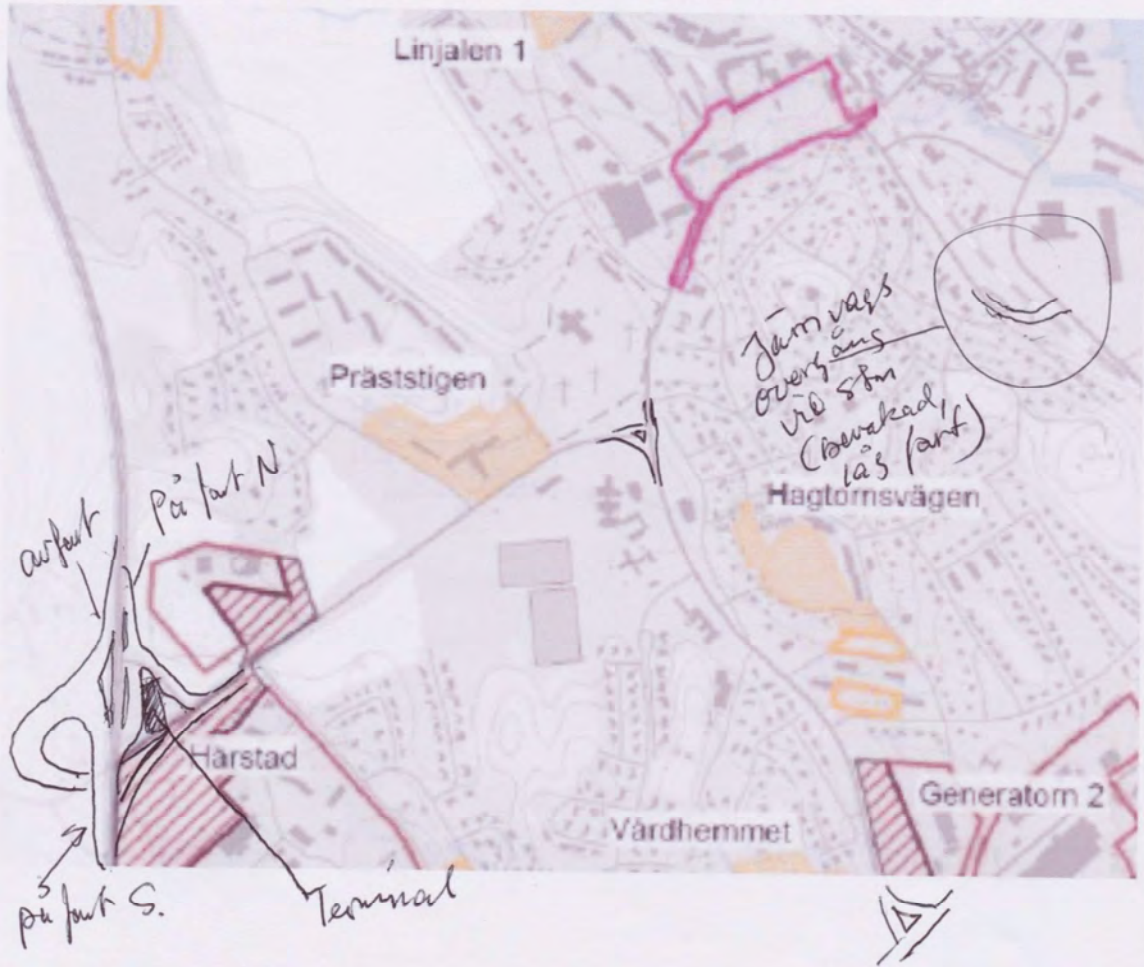 Linjalen 1
Järnvägs
övergång
vid stn
(bevakad,
låg fart)
Präststigen
Hagtornsvägen
På fart N
avfart
Härstad
Generatorn 2
Vårdhemmet
på fart S.
Terminal